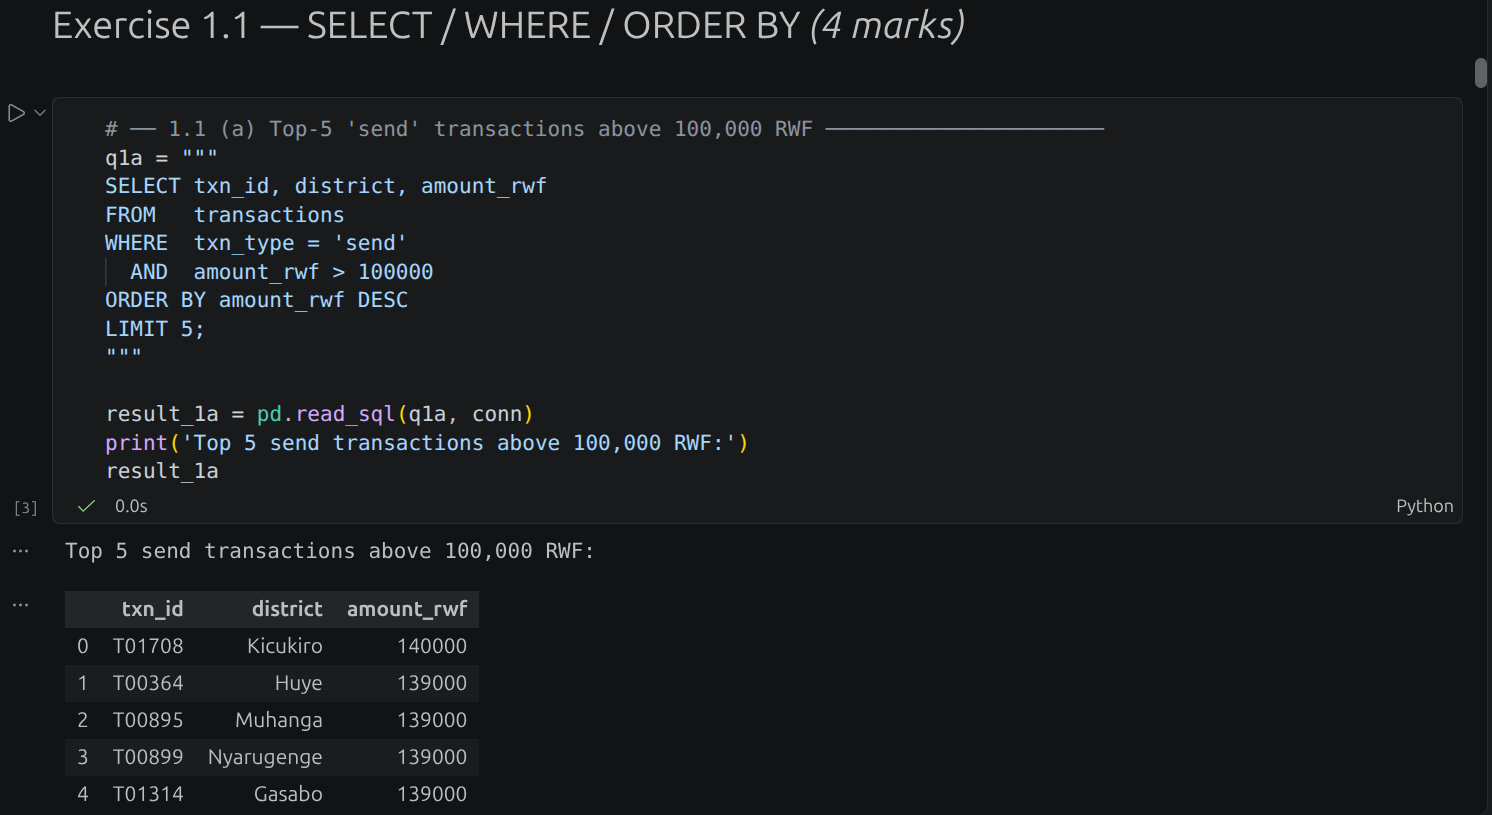 Exercise 1.1 — SELECT / WHERE / ORDER BY (4 marks)
# —— 1.1 (a) Top-5 'send' transactions above 100,000 RWF ——————————————————————
q1a = """
SELECT txn_id, district, amount_rwf
FROM   transactions
WHERE  txn_type = 'send'
  AND  amount_rwf > 100000
ORDER BY amount_rwf DESC
LIMIT 5;
"""
result_1a = pd.read_sql(q1a, conn)
print('Top 5 send transactions above 100,000 RWF:')
result_1a
[3] 0.0s Python
Top 5 send transactions above 100,000 RWF:
txn_id district amount_rwf
0 T01708 Kicukiro 140000
1 T00364 Huye 139000
2 T00895 Muhanga 139000
3 T00899 Nyarugenge 139000
4 T01314 Gasabo 139000